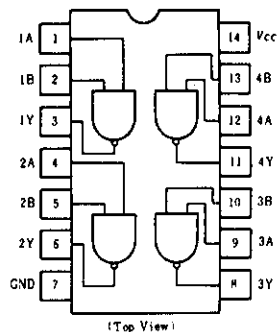 1A 1 14 Vcc
1B 2 13 4B
1Y 3 12 4A
2A 4 11 4Y
2B 5 10 3B
2Y 6 9 3A
GND 7 8 3Y
(Top View)